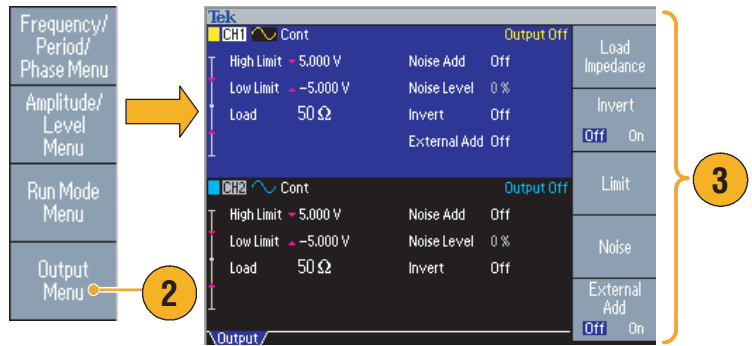 Frequency/
Period/
Phase Menu
Amplitude/
Level
Menu
Run Mode
Menu
Output
Menu
2
Tek
CH1 Cont Output Off
High Limit 5.000 V Noise Add Off
Low Limit −5.000 V Noise Level 0 %
Load 50 Ω Invert Off
External Add Off
CH2 Cont Output Off
High Limit 5.000 V Noise Add Off
Low Limit −5.000 V Noise Level 0 %
Load 50 Ω Invert Off
Output
Load
Impedance
Invert
Off On
Limit
Noise
External
Add
Off On
3